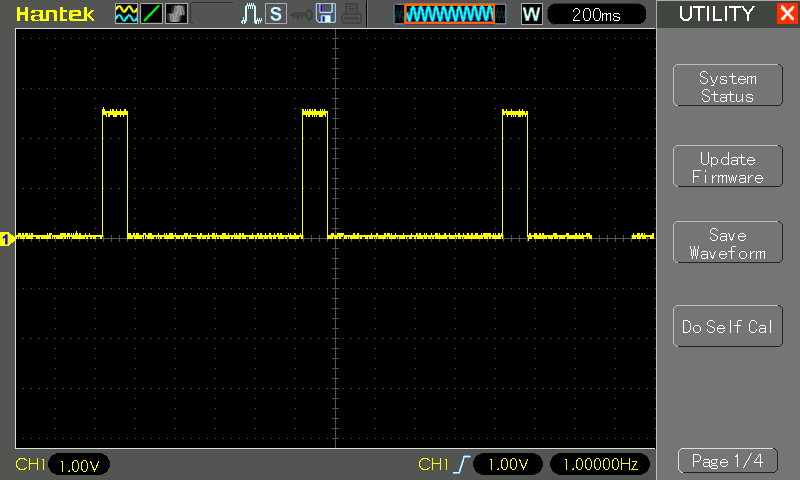 Hantek
S
W
200ms
UTILITY
System
Status
Update
Firmware
Save
Waveform
Do Self Cal
1
CH1 1.00V
CH1 1.00V 1.00000Hz
Page 1/4